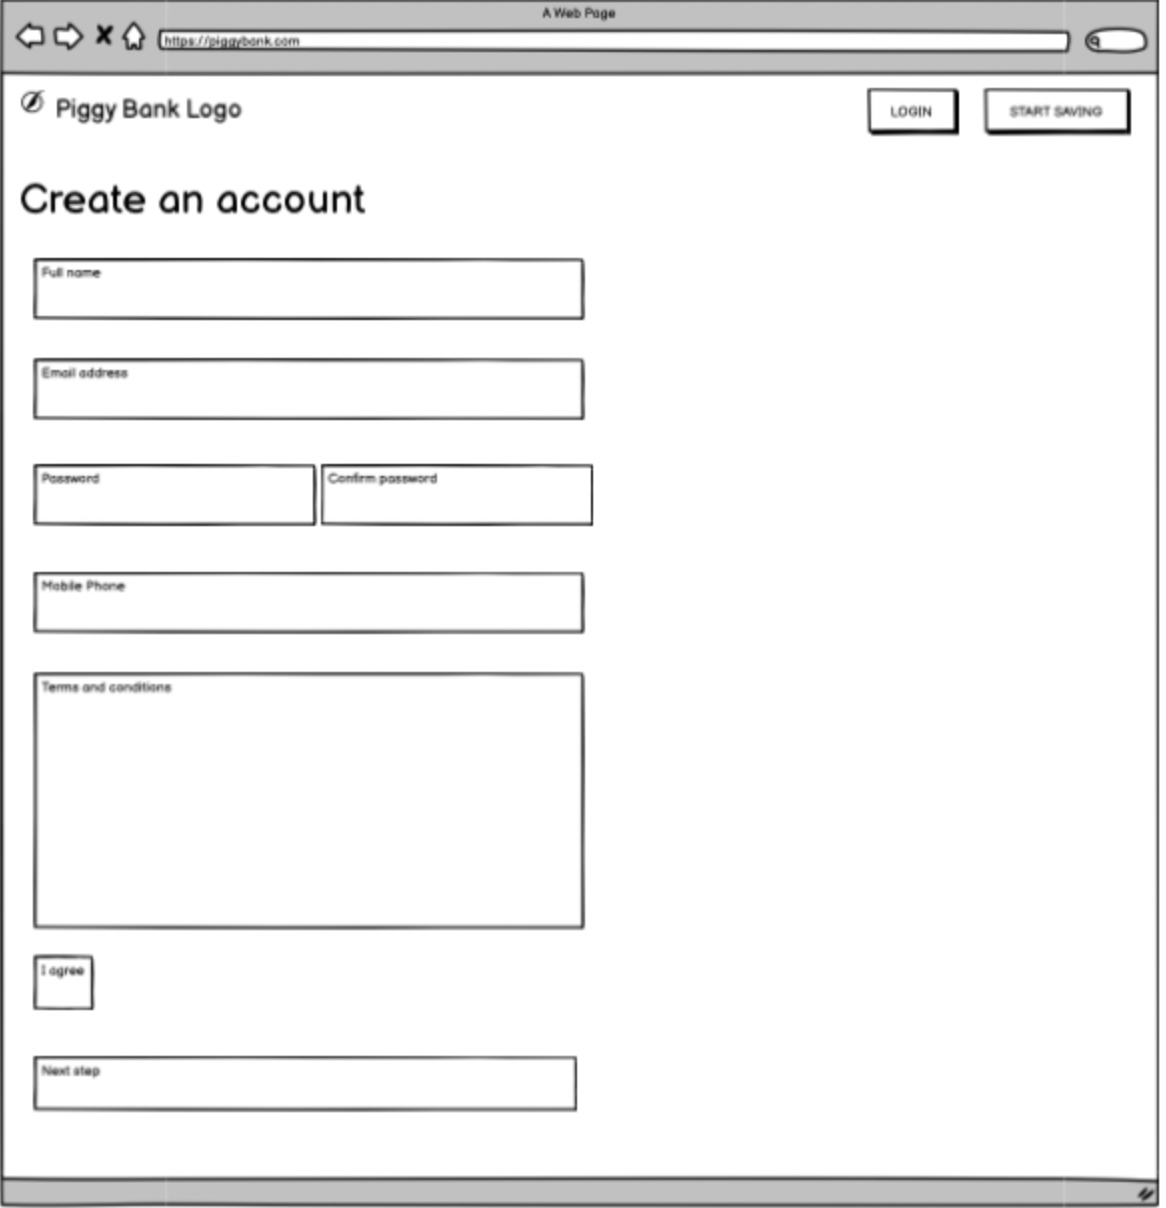 A Web Page
https://piggybank.com
Piggy Bank Logo
LOGIN
START SAVING
Create an account
Full name
Email address
Password
Confirm password
Mobile Phone
Terms and conditions
I agree
Next step